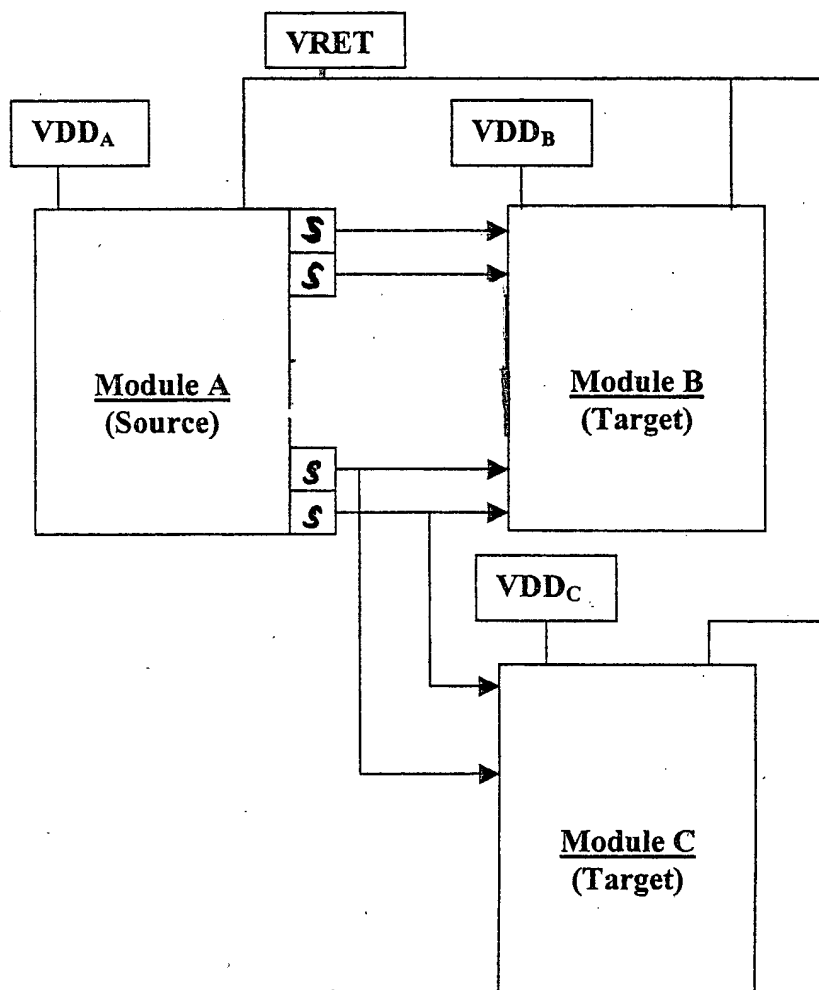 VRET
VDDA
VDDB
S
S
Module A
(Source)
Module B
(Target)
S
S
VDDC
Module C
(Target)